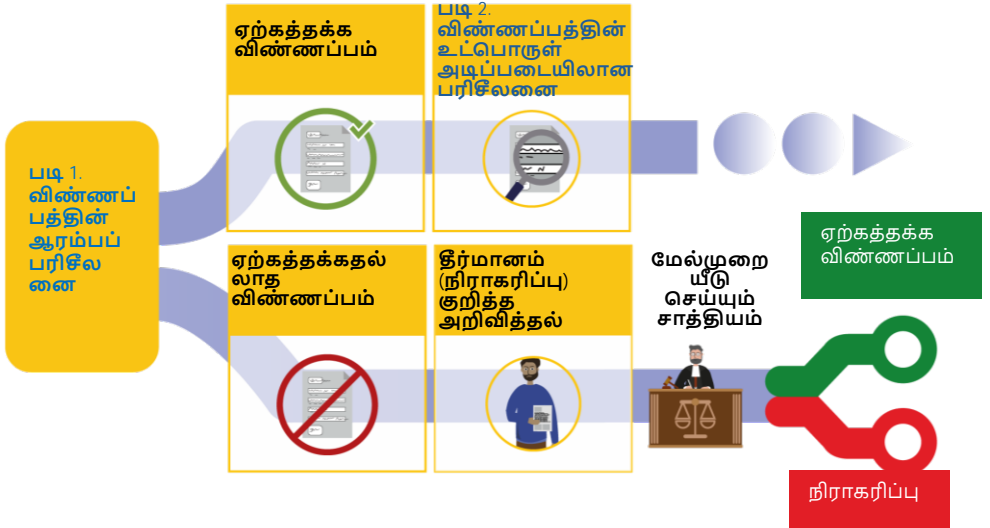 படி 1.
விண்ணப்
பத்தின்
ஆரம்பப்
பரிசீல
னை
ஏற்கத்தக்க
விண்ணப்பம்
படி 2.
விண்ணப்பத்தின்
உட்பொருள்
அடிப்படையிலான
பரிசீலனை
ஏற்கத்தக்கதல்
லாத
விண்ணப்பம்
தீர்மானம்
(நிராகரிப்பு)
குறித்த
அறிவித்தல்
மேல்முறை
யீடு
செய்யும்
சாத்தியம்
ஏற்கத்தக்க
விண்ணப்பம்
நிராகரிப்பு